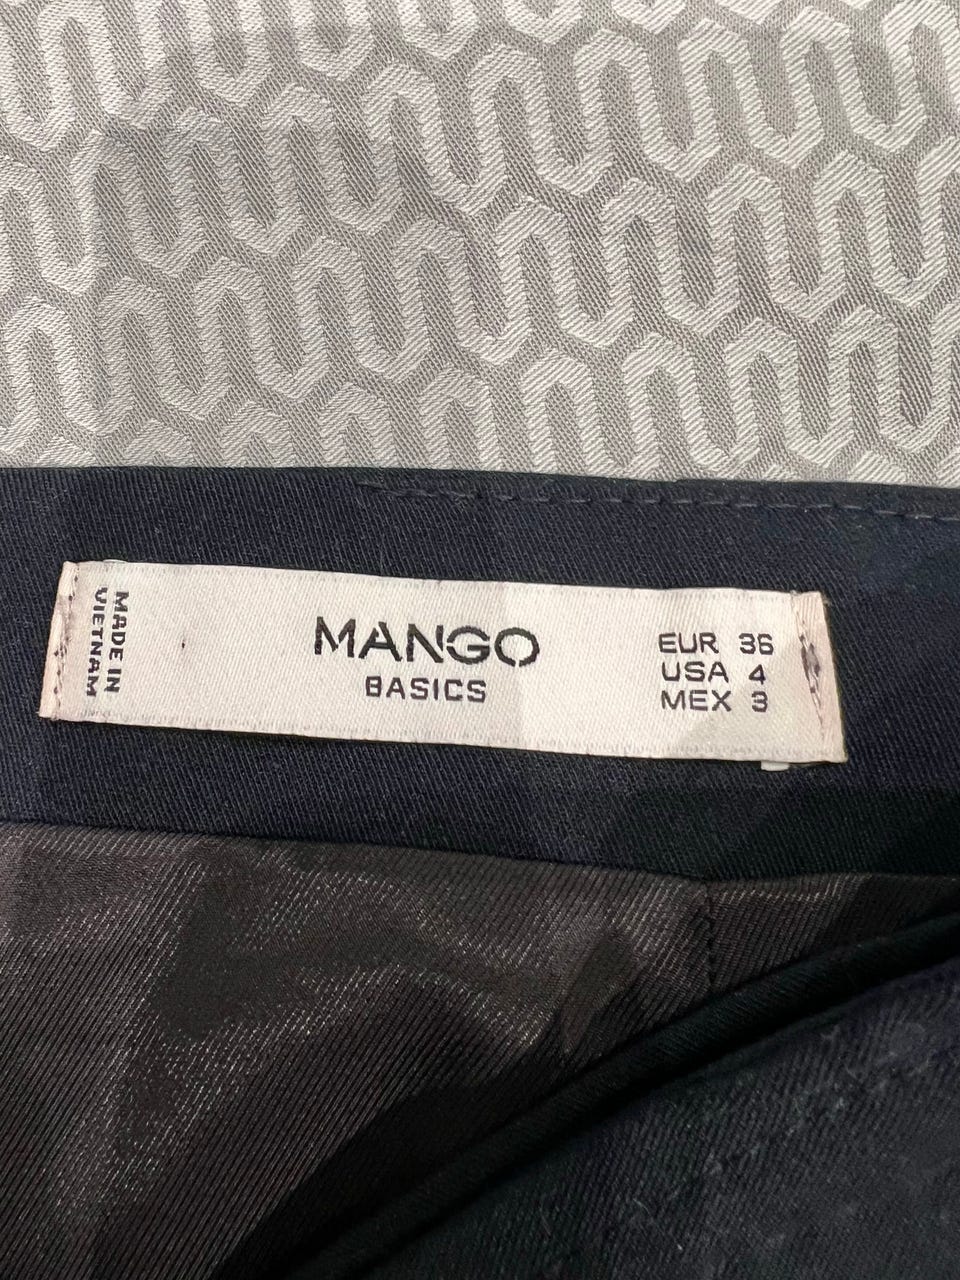 MADE IN
VIETNAM
MANGO
BASICS
EUR 36
USA 4
MEX 3